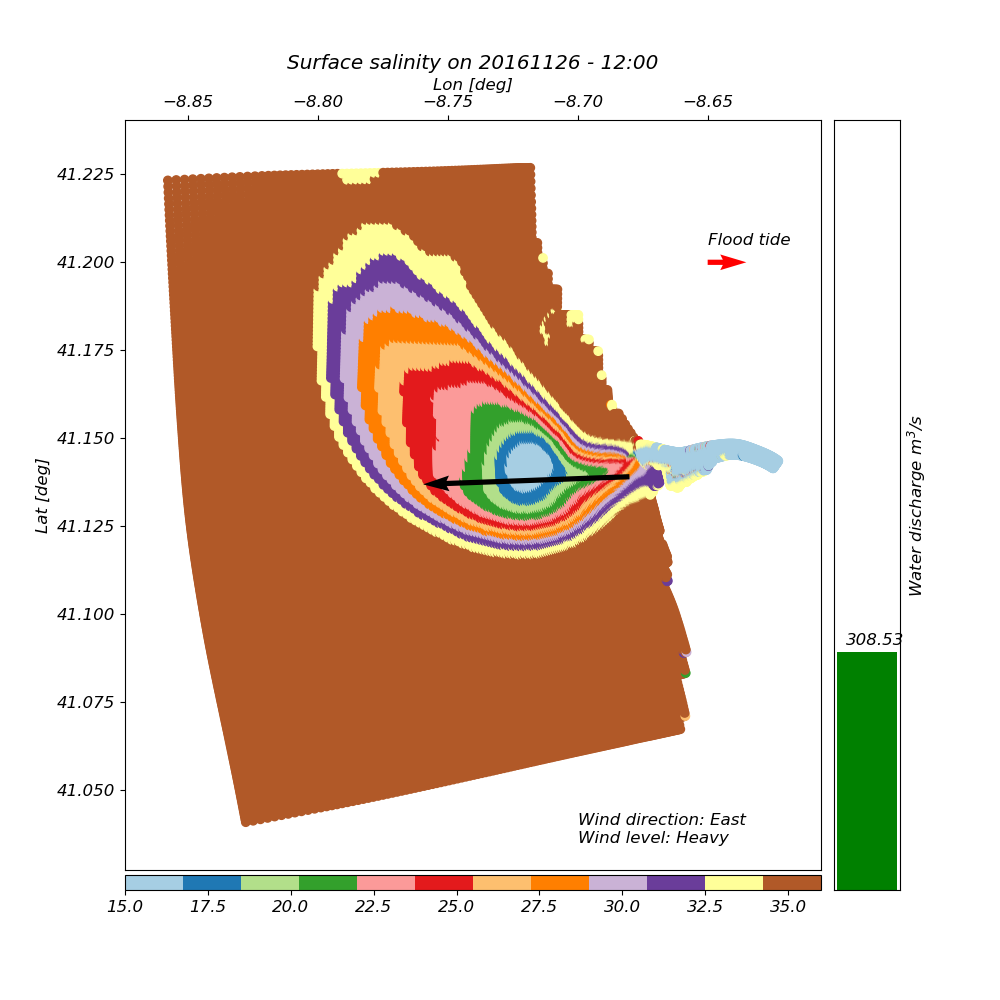 Surface salinity on 20161126 - 12:00
Lon [deg]
−8.85 −8.80 −8.75 −8.70 −8.65
41.225
41.200
41.175
41.150
41.125
41.100
41.075
41.050
Lat [deg]
Flood tide
Wind direction: East
Wind level: Heavy
308.53
Water discharge m³/s
15.0 17.5 20.0 22.5 25.0 27.5 30.0 32.5 35.0